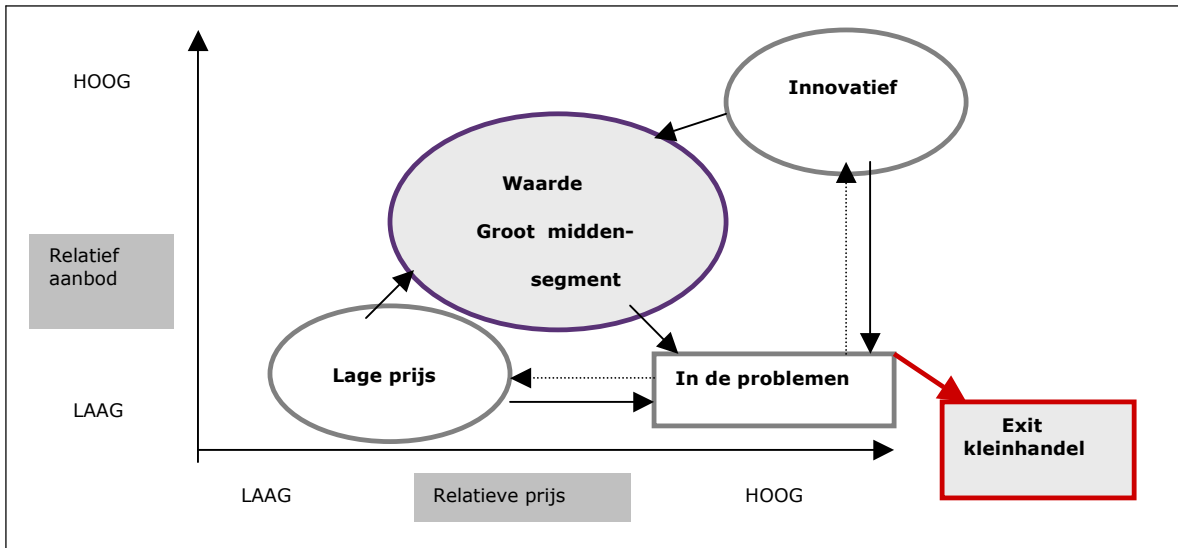 HOOG
Innovatief
Waarde
Groot midden-
segment
Relatief
aanbod
Lage prijs
In de problemen
LAAG
Exit
kleinhandel
LAAG
Relatieve prijs
HOOG